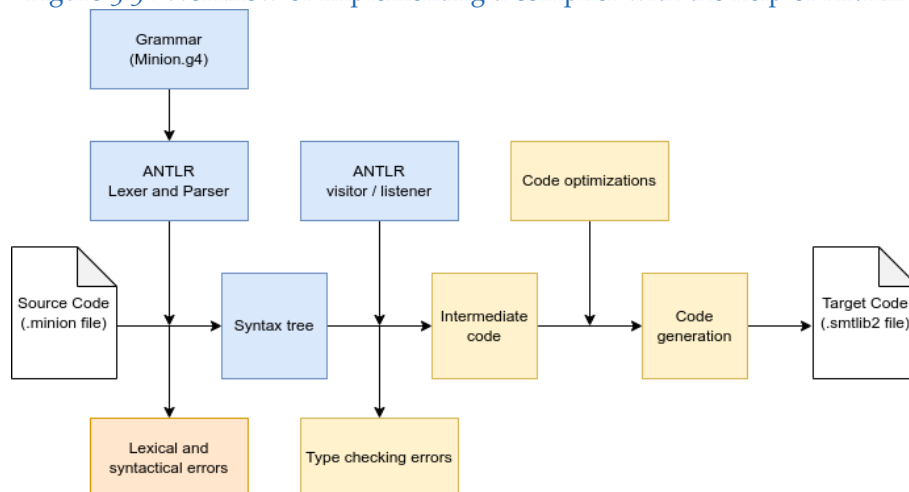 Grammar
(Minion.g4)
ANTLR
Lexer and Parser
ANTLR
visitor / listener
Code optimizations
Source Code
(.minion file)
Syntax tree
Intermediate
code
Code
generation
Target Code
(.smtlib2 file)
Lexical and
syntactical errors
Type checking errors